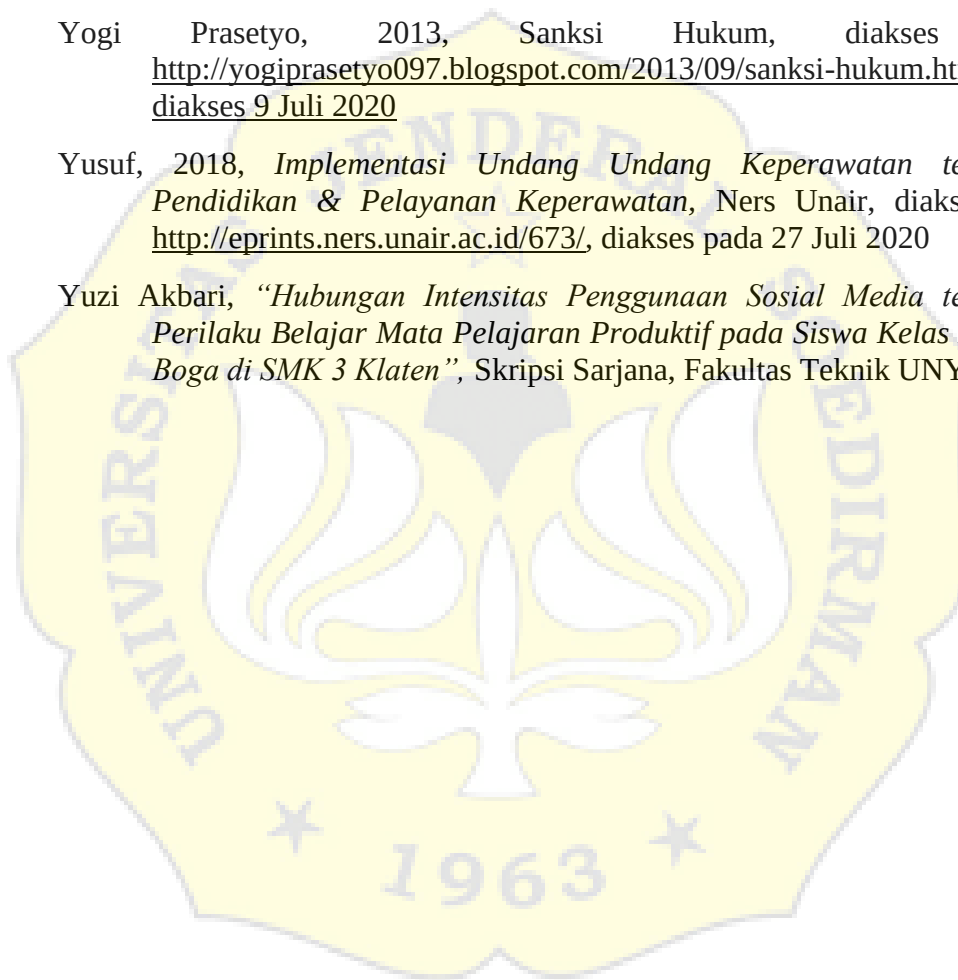 Yogi Prasetyo, 2013, Sanksi Hukum, diakses
http://yogiprasetyo097.blogspot.com/2013/09/sanksi-hukum.ht
diakses 9 Juli 2020
Yusuf, 2018, Implementasi Undang Undang Keperawatan te
Pendidikan & Pelayanan Keperawatan, Ners Unair, diaks
http://eprints.ners.unair.ac.id/673/, diakses pada 27 Juli 2020
Yuzi Akbari, “Hubungan Intensitas Penggunaan Sosial Media te
Perilaku Belajar Mata Pelajaran Produktif pada Siswa Kelas
Boga di SMK 3 Klaten”, Skripsi Sarjana, Fakultas Teknik UNY
UNIVERSITAS JENDERAL SOEDIRMAN
1963